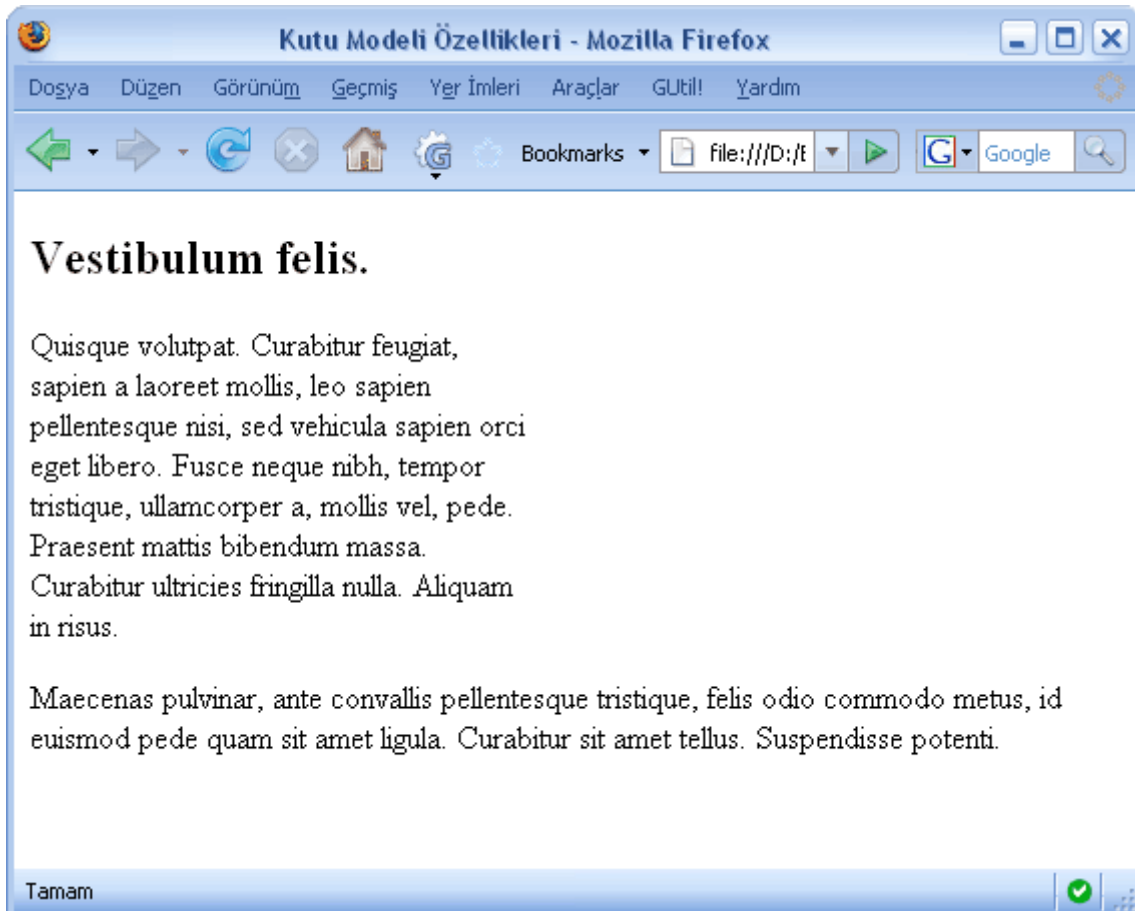 Kutu Modeli Özellikleri - Mozilla Firefox
Dosya Düzen Görünüm Geçmiş Yer İmleri Araçlar GUtil! Yardım
G Bookmarks file:///D:/E G Google
Vestibulum felis.
Quisque volutpat. Curabitur feugiat,
sapien a laoreet mollis, leo sapien
pellentesque nisi, sed vehicula sapien orci
eget libero. Fusce neque nibh, tempor
tristique, ullamcorper a, mollis vel, pede.
Praesent mattis bibendum massa.
Curabitur ultricies fringilla nulla. Aliquam
in risus.
Maecenas pulvinar, ante convallis pellentesque tristique, felis odio commodo metus, id
euismod pede quam sit amet ligula. Curabitur sit amet tellus. Suspendisse potenti.
Tamam